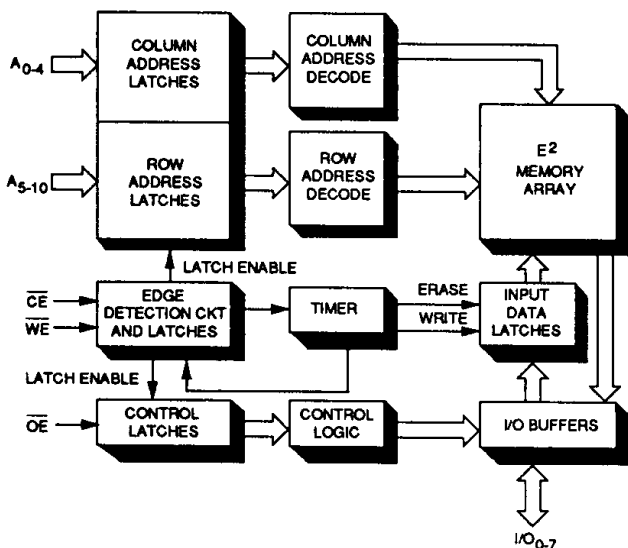 COLUMN
ADDRESS
LATCHES
COLUMN
ADDRESS
DECODE
A0-4
E2
MEMORY
ARRAY
ROW
ADDRESS
LATCHES
ROW
ADDRESS
DECODE
A5-10
LATCH ENABLE
CE
WE
EDGE
DETECTION CKT
AND LATCHES
TIMER
ERASE
WRITE
INPUT
DATA
LATCHES
LATCH ENABLE
OE
CONTROL
LATCHES
CONTROL
LOGIC
I/O BUFFERS
I/O0-7